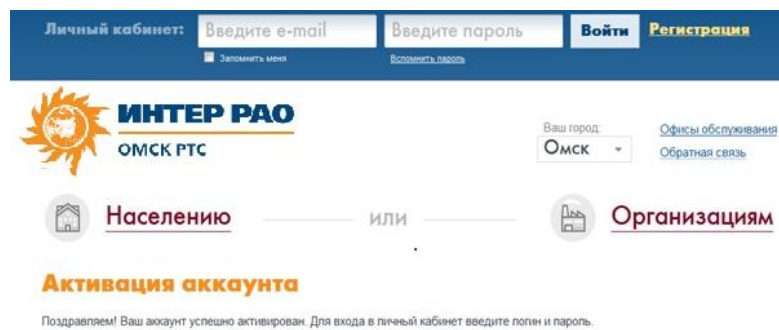 Личный кабинет: Введите e-mail Введите пароль Войти Регистрация
Запомнить меня Вспомнить пароль
ИНТЕР РАО
ОМСК РТС
Ваш город: Офисы обслуживания
Омск Обратная связь
Населению или Организациям
Активация аккаунта
Поздравляем! Ваш аккаунт успешно активирован. Для входа в личный кабинет введите логин и пароль.